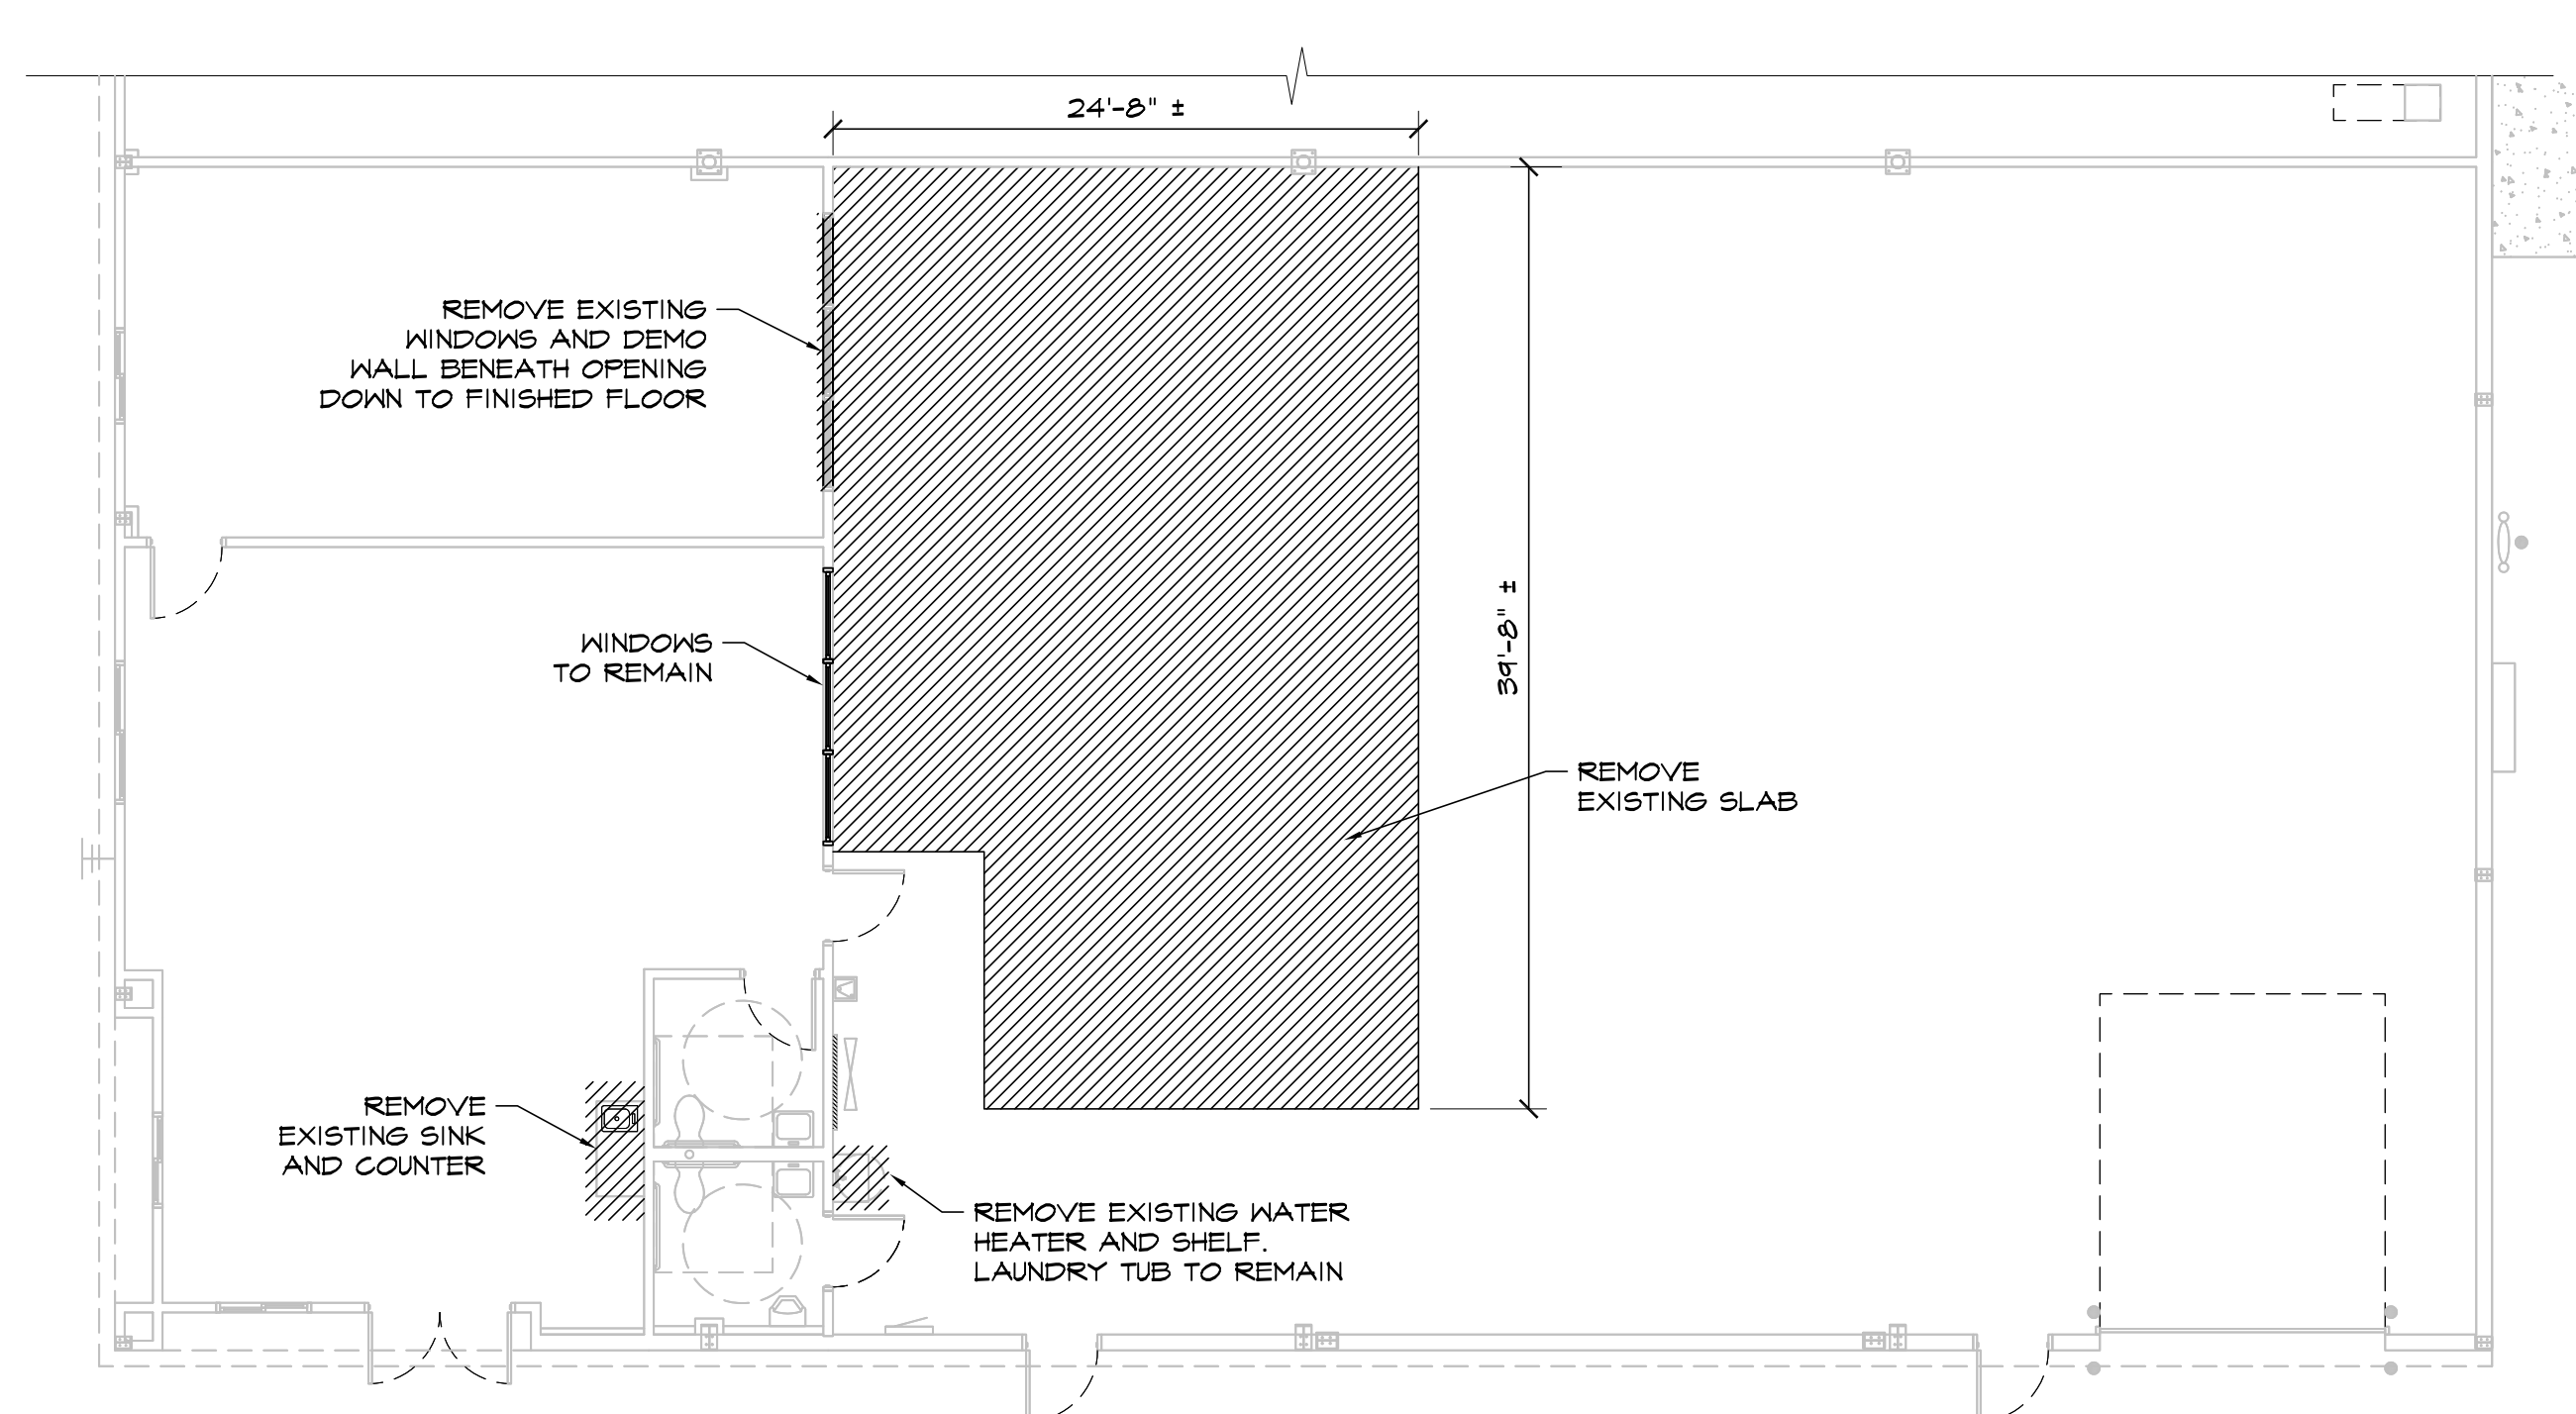 24'-8" ±
REMOVE EXISTING
WINDOWS AND DEMO
WALL BENEATH OPENING
DOWN TO FINISHED FLOOR
39'-8" ±
WINDOWS
TO REMAIN
REMOVE
EXISTING SLAB
REMOVE
EXISTING SINK
AND COUNTER
REMOVE EXISTING WATER
HEATER AND SHELF.
LAUNDRY TUB TO REMAIN